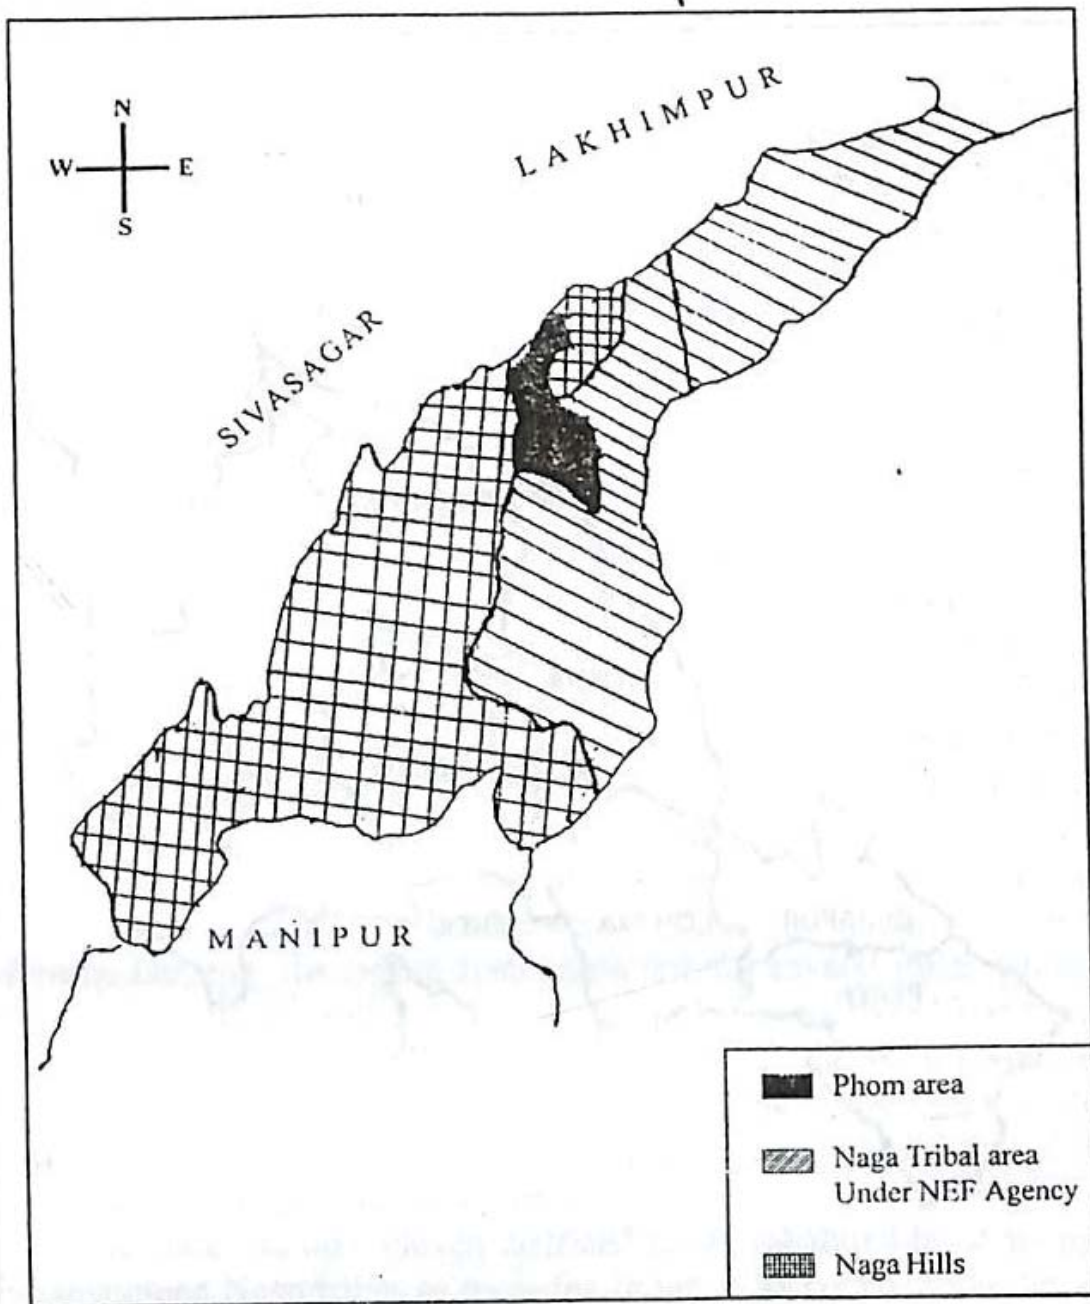 N
W E
S
LAKHIMPUR
SIVASAGAR
MANIPUR
Phom area
Naga Tribal area
Under NEF Agency
Naga Hills